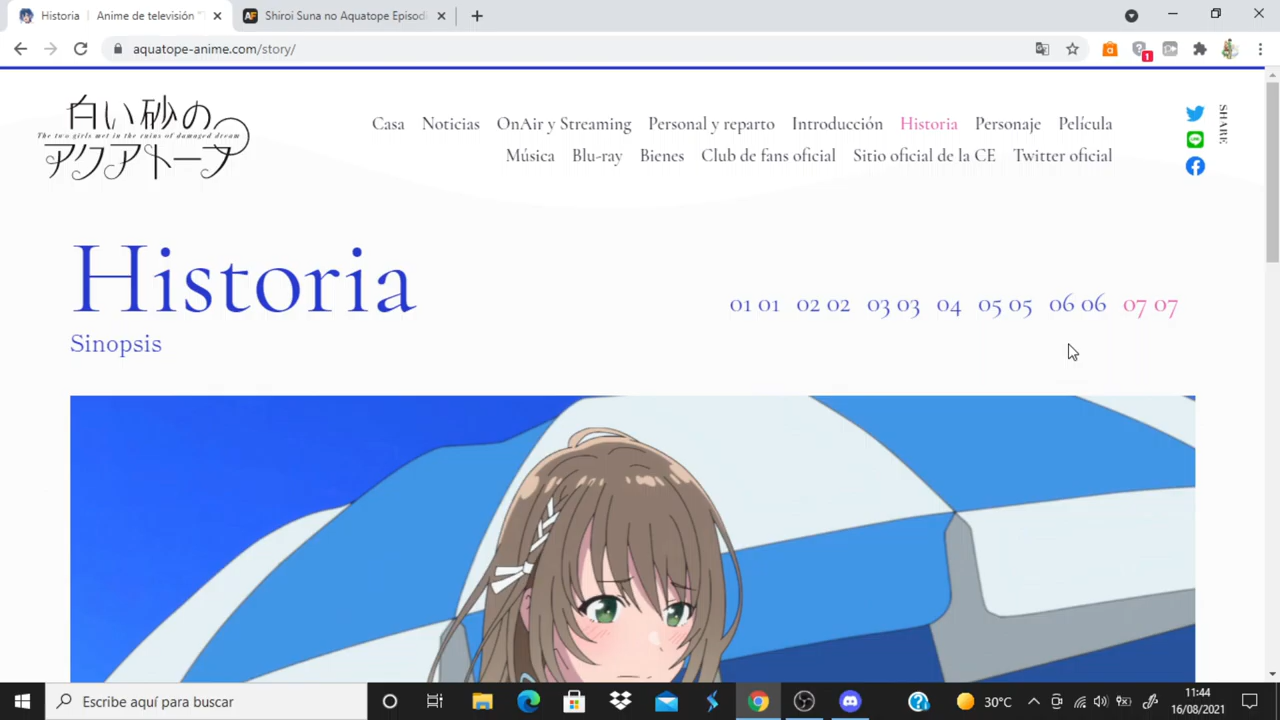 Historia | Anime de televisión "
Shiroi Suna no Aquatope Episodi
aquatope-anime.com/story/
1
白い砂の
The two girls met in the ruins of damaged dream
アクアトープ
Casa Noticias OnAir y Streaming Personal y reparto Introducción Historia Personaje Película
Música Blu-ray Bienes Club de fans oficial Sitio oficial de la CE Twitter oficial
SHARE
Historia
Sinopsis
01 01 02 02 03 03 04 05 05 06 06 07 07
Escribe aquí para buscar
30°C
11:44
16/08/2021